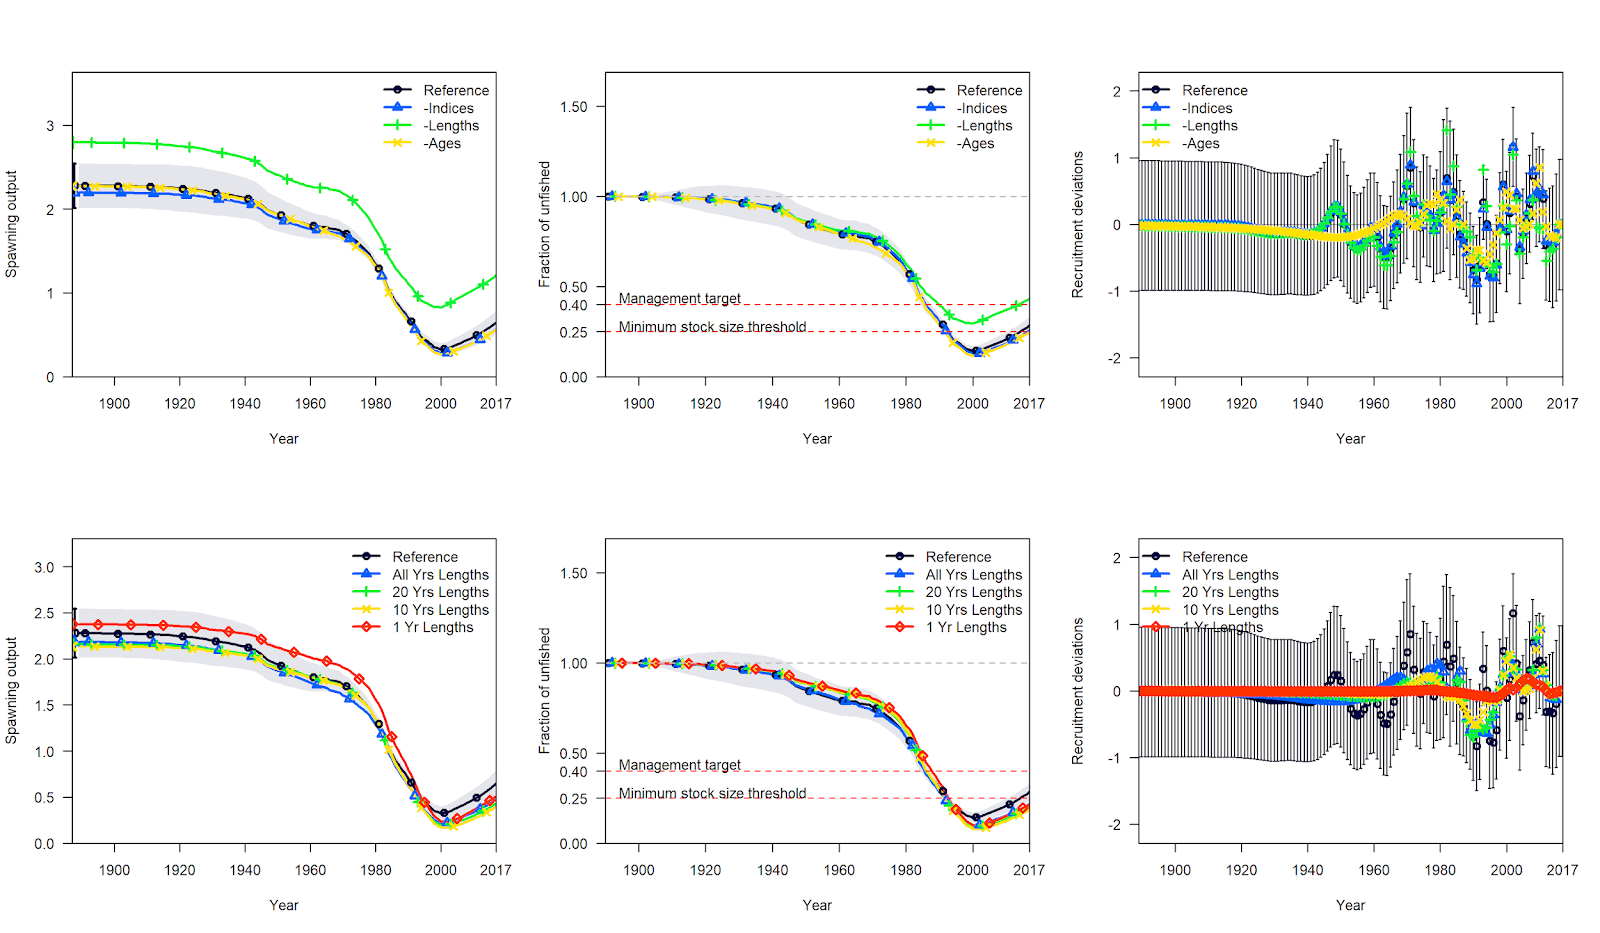 Spawning output
3
2
1
0
Reference
-Indices
-Lengths
-Ages
1900 1920 1940 1960 1980 2000 2017
Year
Fraction of unfished
1.50
1.00
0.50
0.40
0.25
0.00
Reference
-Indices
-Lengths
-Ages
Management target
Minimum stock size threshold
1900 1920 1940 1960 1980 2000 2017
Year
Recruitment deviations
2
1
0
-1
-2
Reference
-Indices
-Lengths
-Ages
1900 1920 1940 1960 1980 2000 2017
Year
Spawning output
3.0
2.5
2.0
1.5
1.0
0.5
0.0
Reference
All Yrs Lengths
20 Yrs Lengths
10 Yrs Lengths
1 Yr Lengths
1900 1920 1940 1960 1980 2000 2017
Year
Fraction of unfished
1.50
1.00
0.50
0.40
0.25
0.00
Reference
All Yrs Lengths
20 Yrs Lengths
10 Yrs Lengths
1 Yr Lengths
Management target
Minimum stock size threshold
1900 1920 1940 1960 1980 2000 2017
Year
Recruitment deviations
2
1
0
-1
-2
Reference
All Yrs Lengths
20 Yrs Lengths
10 Yrs Lengths
1 Yr Lengths
1900 1920 1940 1960 1980 2000 2017
Year